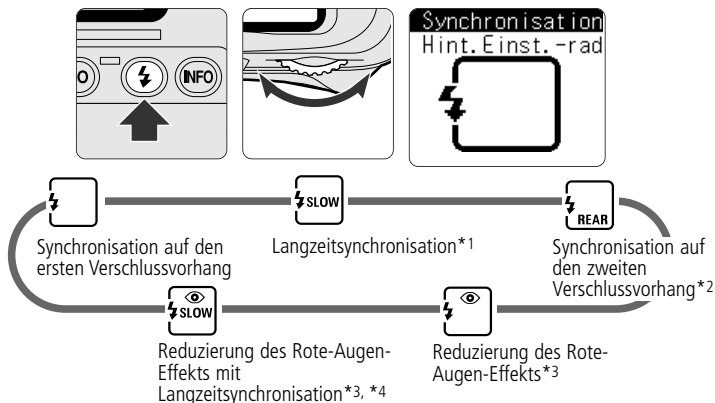 INFO
Synchronisation
Hint.Einst.-rad
SLOW
REAR
Synchronisation auf den
ersten Verschlussvorhang
Langzeitsynchronisation*1
Synchronisation auf
den zweiten
Verschlussvorhang*2
SLOW
Reduzierung des Rote-Augen-
Effekts mit
Langzeitsynchronisation*3, *4
Reduzierung des Rote-
Augen-Effekts*3